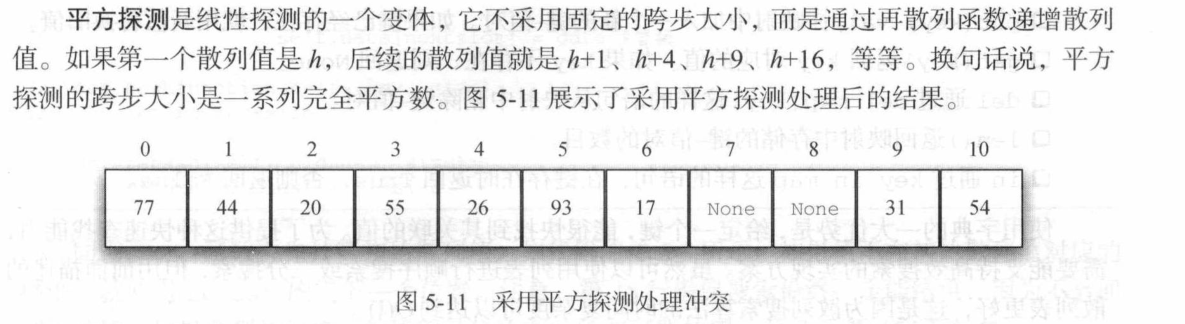 平方探测是线性探测的一个变体，它不采用固定的跨步大小，而是通过再散列函数递增散列
值。如果第一个散列值是 h，后续的散列值就是 h+1、h+4、h+9、h+16，等等。换句话说，平方
探测的跨步大小是一系列完全平方数。图 5-11 展示了采用平方探测处理后的结果。
0 1 2 3 4 5 6 7 8 9 10
77 44 20 55 26 93 17 None None 31 54
图 5-11 采用平方探测处理冲突